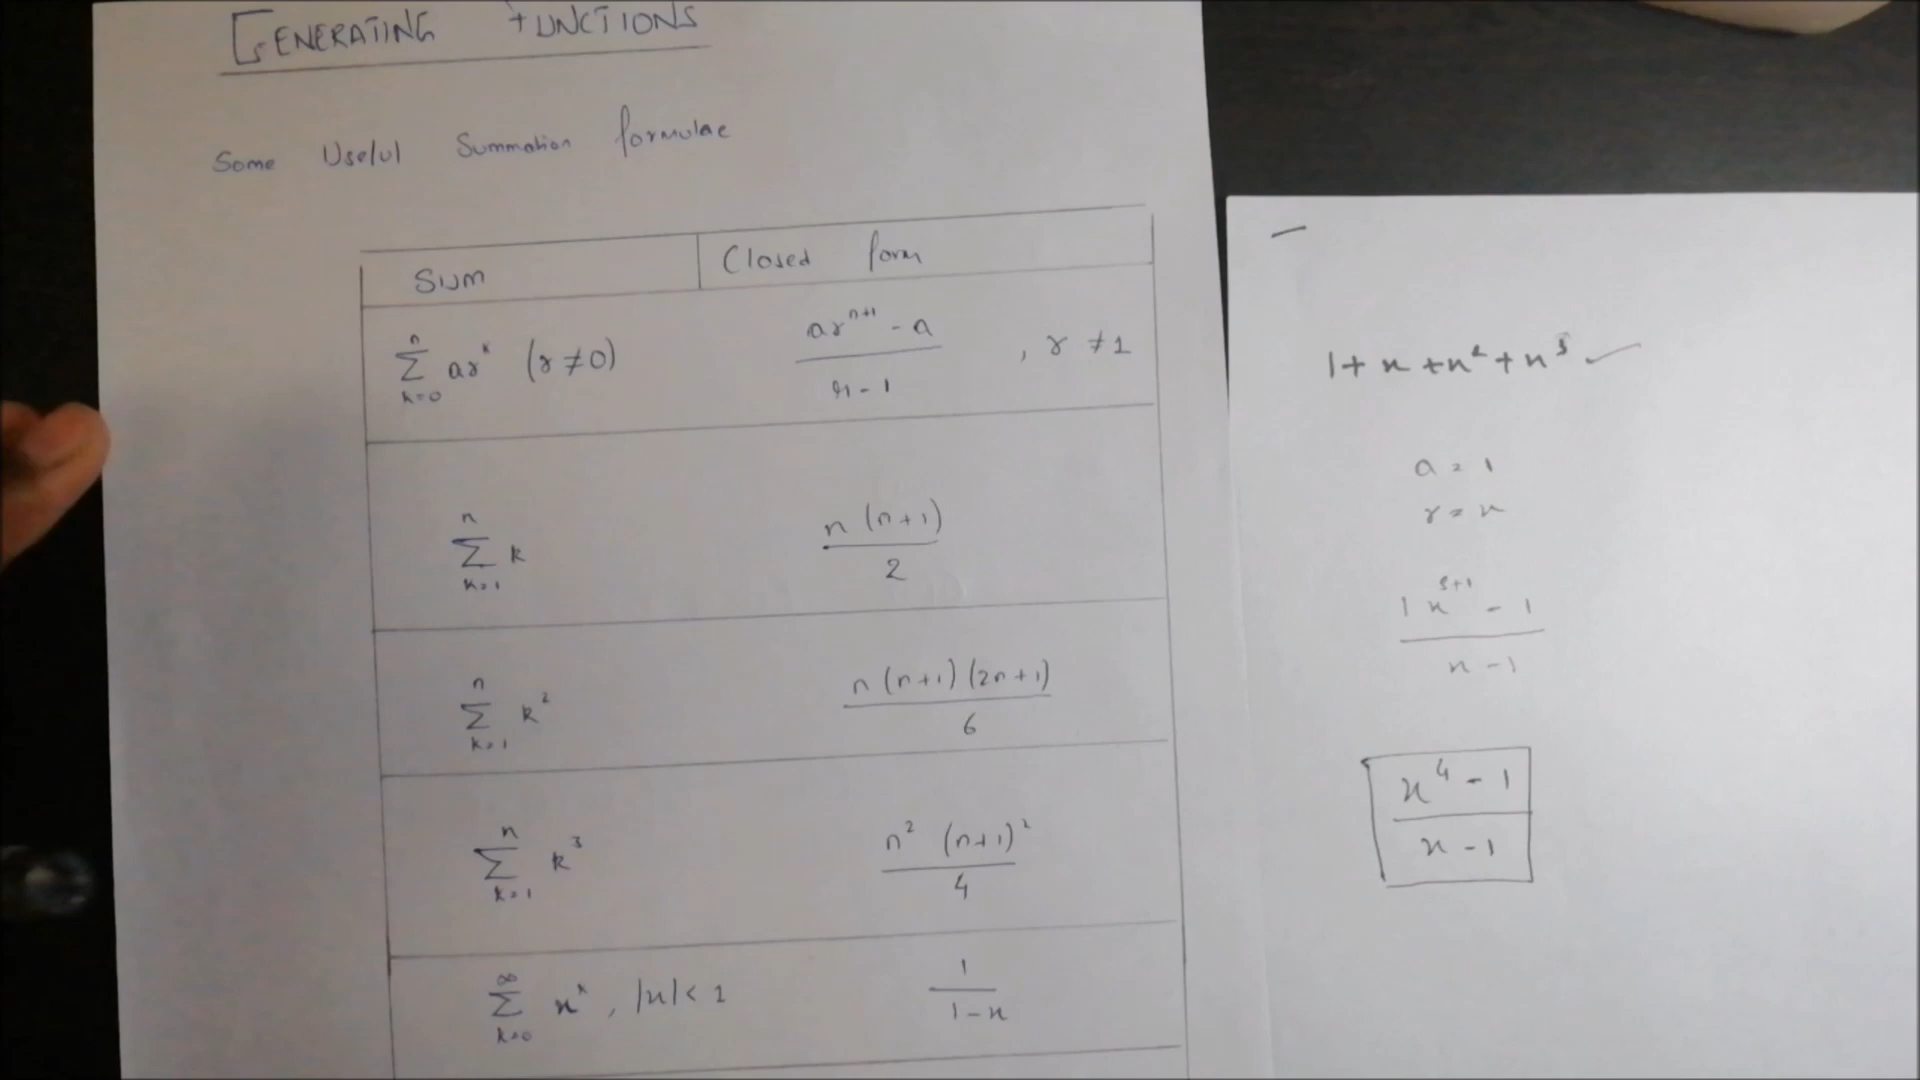 GENERATING FUNCTIONS
Some Useful Summation formulae
Sum Closed form
n
∑ ar^k (r ≠ 0)
k=0
ar^(n+1) - a
r - 1
, r ≠ 1
n
∑ k
k=1
n (n+1)
2
n
∑ k²
k=1
n (n+1) (2n+1)
6
n
∑ k³
k=1
n² (n+1)²
4
∞
∑ x^k , |x| < 1
k=0
1
1-x
1 + x + x² + x³ ✓
a = 1
r = x
1 x^(3+1) - 1
x - 1
x⁴ - 1
x - 1